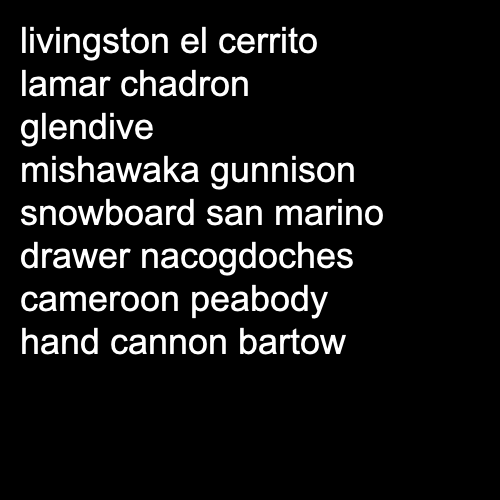 livingston el cerrito
lamar chadron
glendive
mishawaka gunnison
snowboard san marino
drawer nacogdoches
cameroon peabody
hand cannon bartow